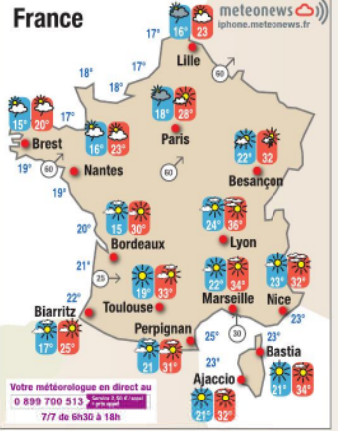 France
meteonews
iphone.meteonews.fr
17°
16° 23
Lille
18°
60
18°
17°
15° 20°
Brest
18° 28°
Paris
16° 23°
Nantes
22° 32
Besançon
19°
60
60
19°
20°
15 30°
Bordeaux
24° 36°
Lyon
21°
25
19° 33°
Toulouse
22° 34°
Marseille
23° 32°
Nice
22°
Biarritz
17° 25°
Perpignan
21 31°
23°
30
25°
23°
Bastia
21° 34°
23°
Ajaccio
21° 32°
Votre météorologue en direct au
0 899 700 513
7/7 de 6h30 à 18h